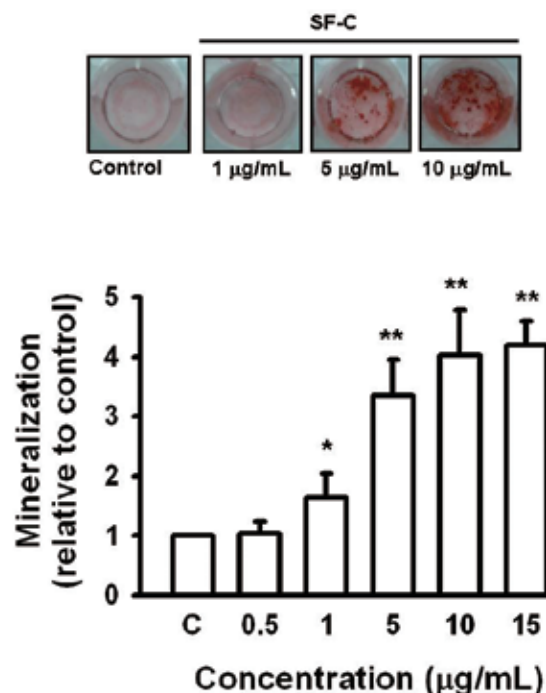 SF-C
Control 1 μg/mL 5 μg/mL 10 μg/mL
Mineralization
(relative to control)
5
4
3
2
1
0
*
**
**
**
C 0.5 1 5 10 15
Concentration (μg/mL)